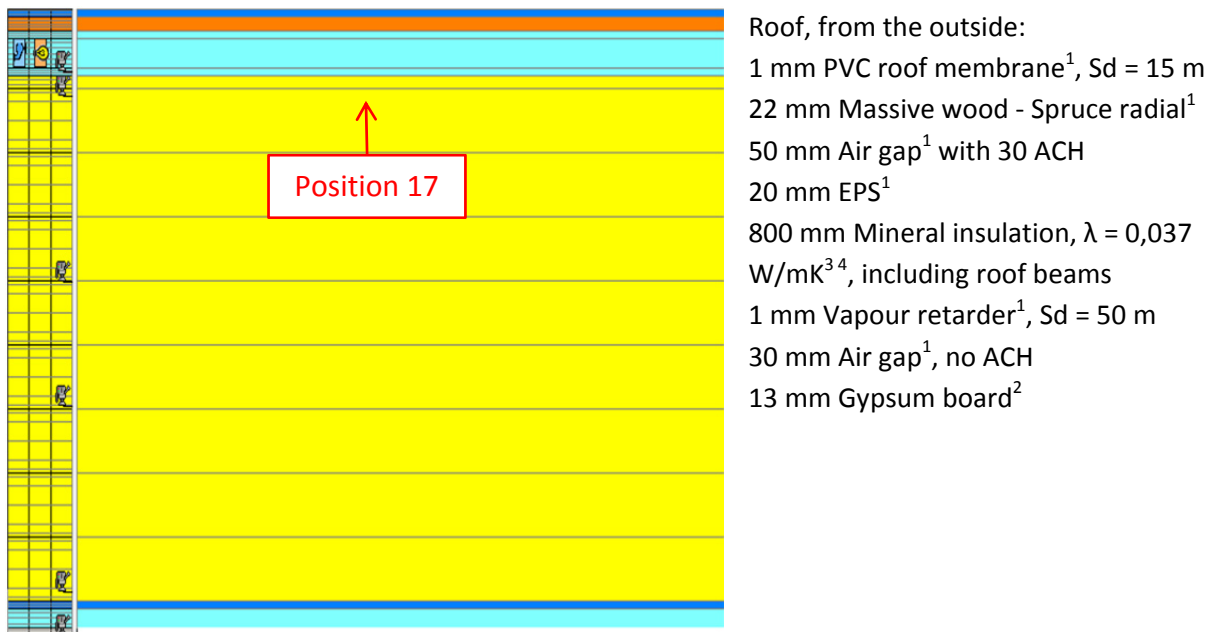 Position 17
Roof, from the outside:
1 mm PVC roof membrane¹, Sd = 15 m
22 mm Massive wood - Spruce radial¹
50 mm Air gap¹ with 30 ACH
20 mm EPS¹
800 mm Mineral insulation, λ = 0,037
W/mK³ ⁴, including roof beams
1 mm Vapour retarder¹, Sd = 50 m
30 mm Air gap¹, no ACH
13 mm Gypsum board²